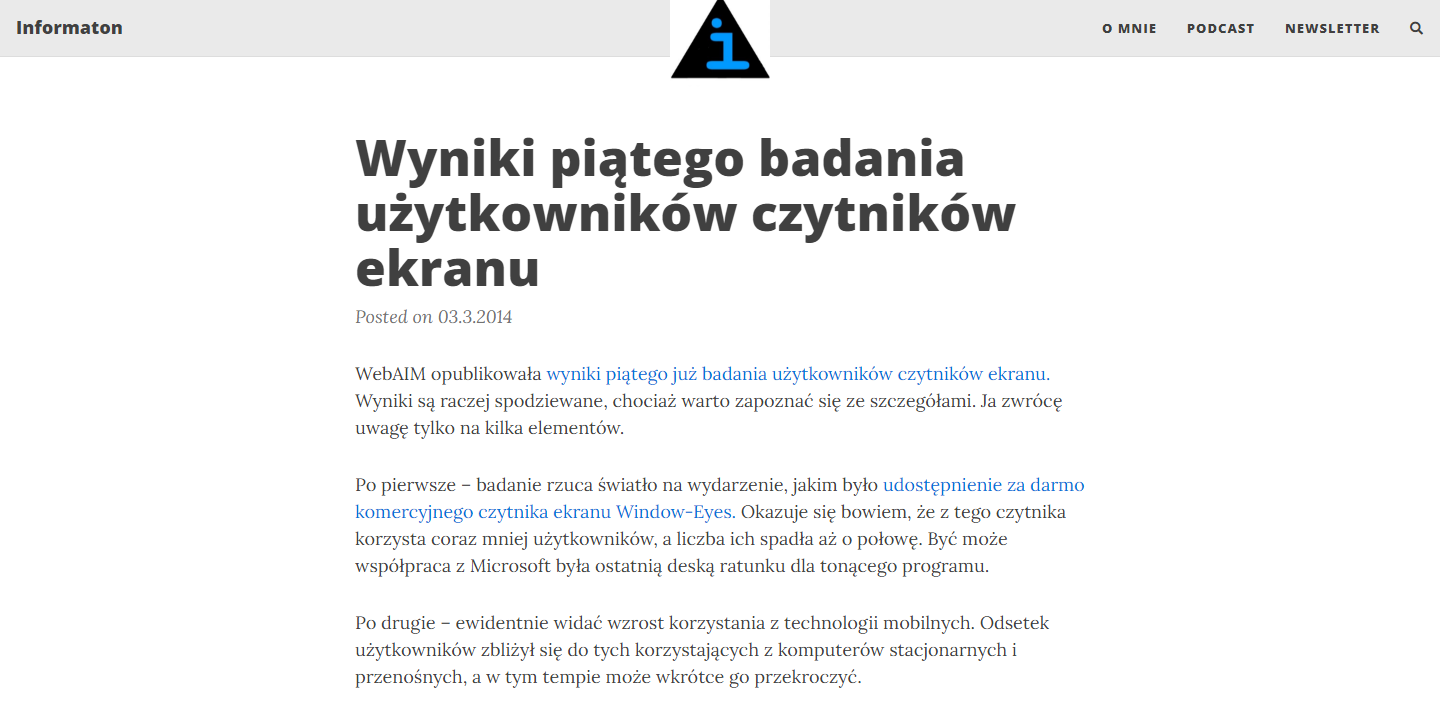 Informaton
i
O MNIE
PODCAST
NEWSLETTER
Wyniki piątego badania
użytkowników czytników
ekranu
Posted on 03.3.2014
WebAIM opublikowała wyniki piątego już badania użytkowników czytników ekranu.
Wyniki są raczej spodziewane, chociaż warto zapoznać się ze szczegółami. Ja zwrócę
uwagę tylko na kilka elementów.
Po pierwsze – badanie rzuca światło na wydarzenie, jakim było udostępnienie za darmo
komercyjnego czytnika ekranu Window-Eyes. Okazuje się bowiem, że z tego czytnika
korzysta coraz mniej użytkowników, a liczba ich spadła aż o połowę. Być może
współpraca z Microsoft była ostatnią deską ratunku dla tonącego programu.
Po drugie – ewidentnie widać wzrost korzystania z technologii mobilnych. Odsetek
użytkowników zbliżył się do tych korzystających z komputerów stacjonarnych i
przenośnych, a w tym tempie może wkrótce go przekroczyć.